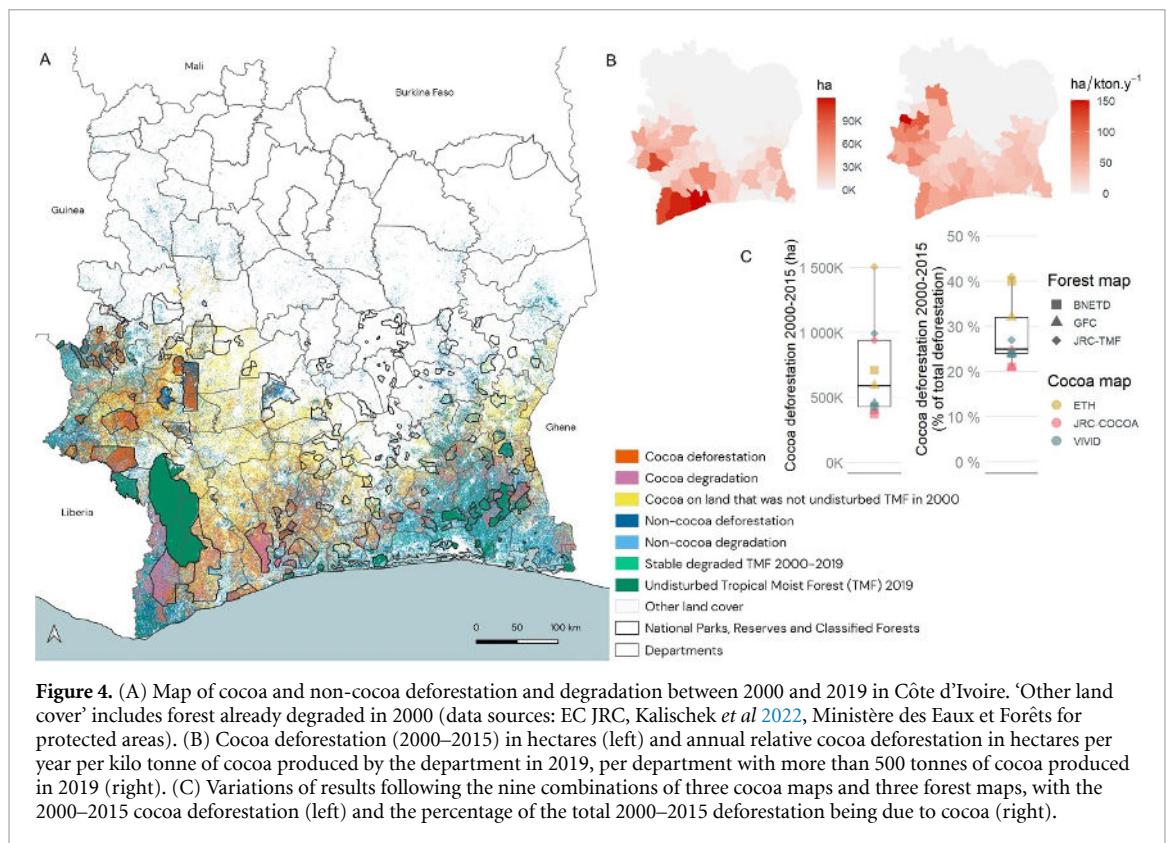 A
Mali
Burkina Faso
Guinea
Ghana
Liberia
0 50 100 km
Cocoa deforestation
Cocoa degradation
Cocoa on land that was not undisturbed TMF in 2000
Non-cocoa deforestation
Non-cocoa degradation
Stable degraded TMF 2000-2019
Undisturbed Tropical Moist Forest (TMF) 2019
Other land cover
National Parks, Reserves and Classified Forests
Departments
B
ha
90K
60K
30K
0K
ha/kton.y⁻¹
150
100
50
0
C
Cocoa deforestation 2000-2015 (ha)
1 500K
1 000K
500K
0K
Cocoa deforestation 2000-2015
(% of total deforestation)
50 %
40 %
30 %
20 %
10 %
0 %
Forest map
BNETD
GFC
JRC-TMF
Cocoa map
ETH
JRC-COCOA
VIVID
Figure 4. (A) Map of cocoa and non-cocoa deforestation and degradation between 2000 and 2019 in Côte d'Ivoire. 'Other land
cover' includes forest already degraded in 2000 (data sources: EC JRC, Kalischek et al 2022, Ministère des Eaux et Forêts for
protected areas). (B) Cocoa deforestation (2000–2015) in hectares (left) and annual relative cocoa deforestation in hectares per
year per kilo tonne of cocoa produced by the department in 2019, per department with more than 500 tonnes of cocoa produced
in 2019 (right). (C) Variations of results following the nine combinations of three cocoa maps and three forest maps, with the
2000–2015 cocoa deforestation (left) and the percentage of the total 2000–2015 deforestation being due to cocoa (right).